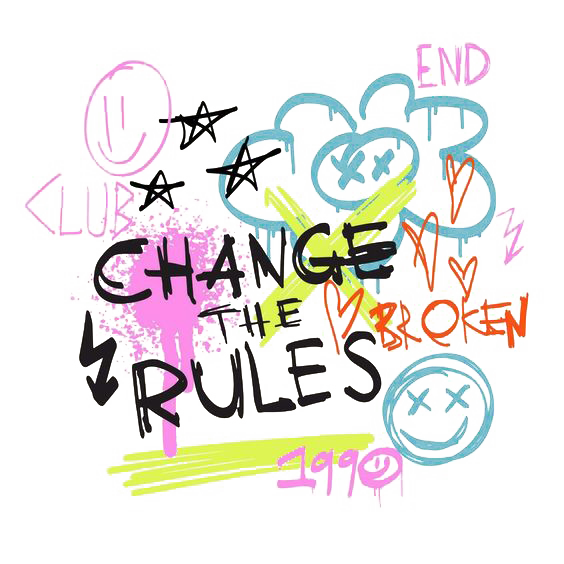 END
CLUB
CHANGE
THE
BROKEN
RULES
1990